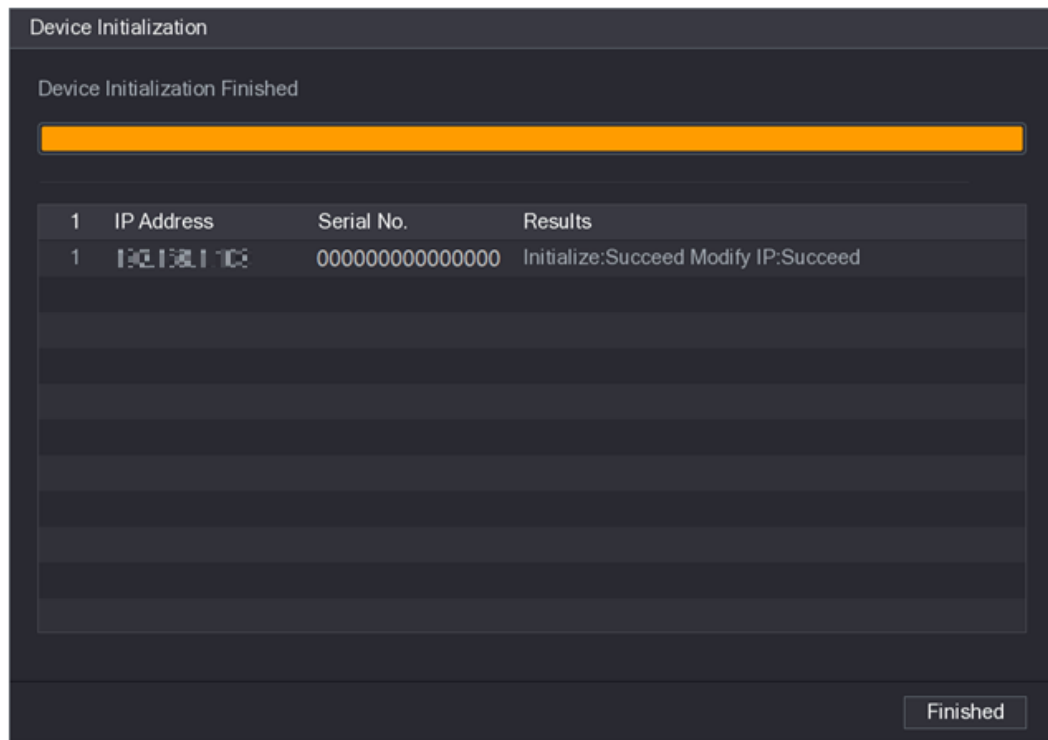 Device Initialization
Device Initialization Finished
1 IP Address Serial No. Results
1 000000000000000 Initialize:Succeed Modify IP:Succeed
Finished